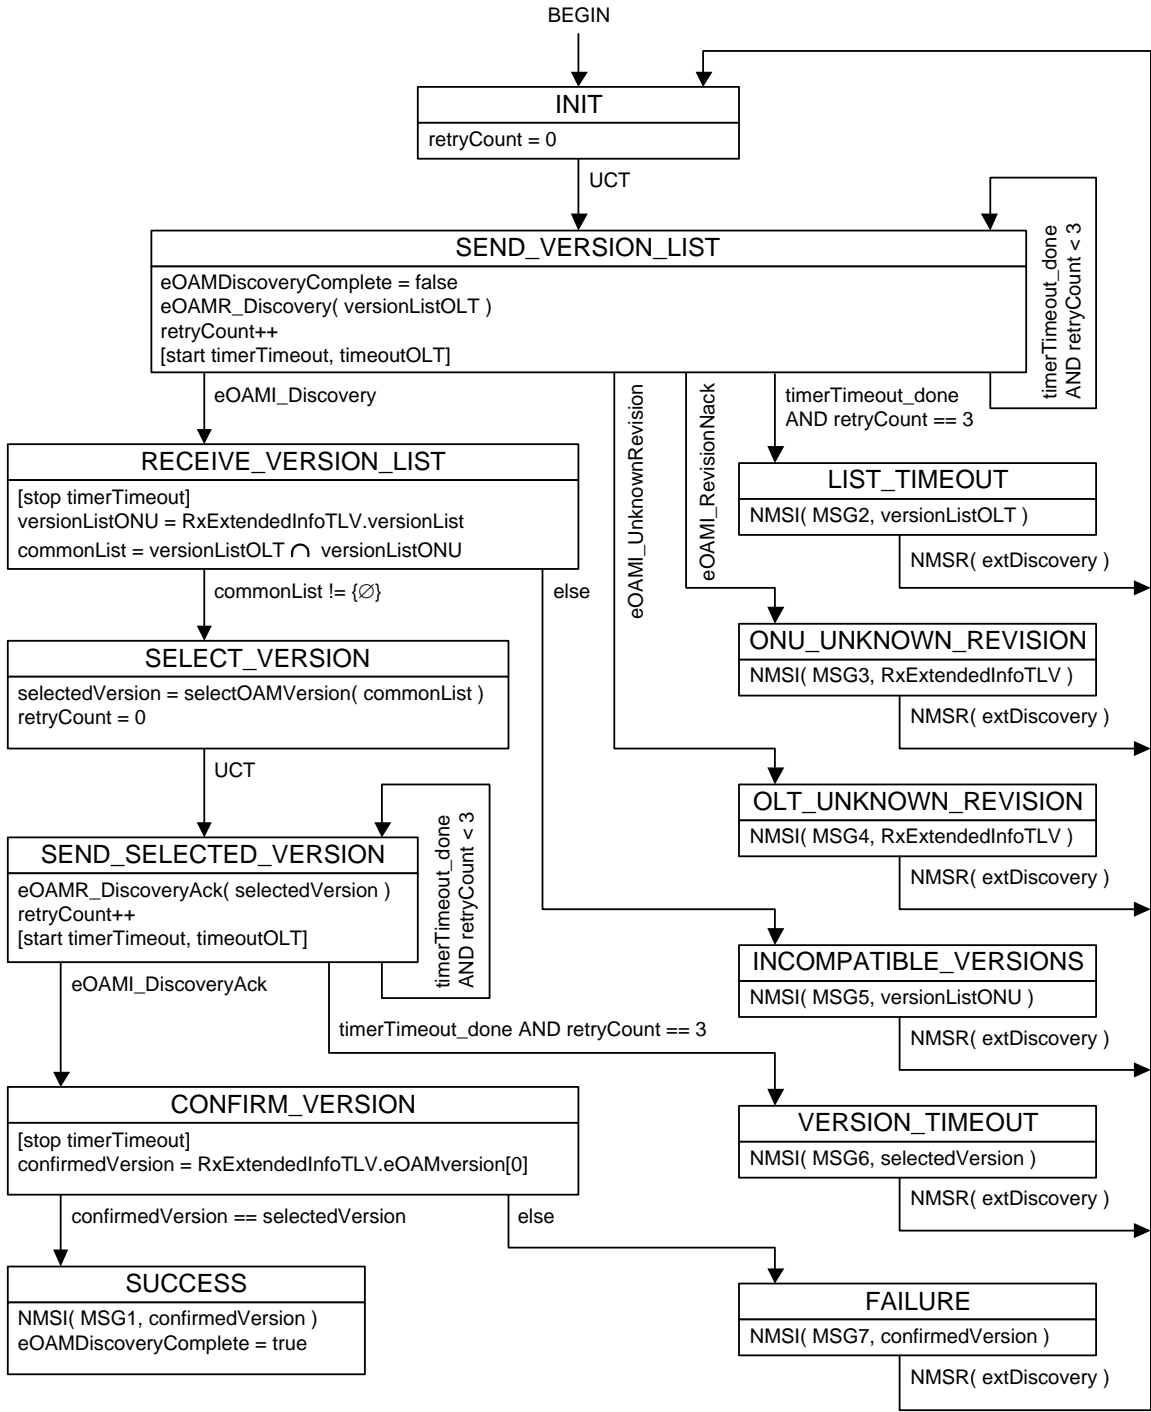 BEGIN
INIT
retryCount = 0
UCT
SEND_VERSION_LIST
eOAMDiscoveryComplete = false
eOAMR_Discovery( versionListOLT )
retryCount++
[start timerTimeout, timeoutOLT]
timerTimeout_done
AND retryCount < 3
eOAMI_Discovery
eOAMI_UnknownRevision
eOAMI_RevisionNack
timerTimeout_done
AND retryCount == 3
RECEIVE_VERSION_LIST
[stop timerTimeout]
versionListONU = RxExtendedInfoTLV.versionList
commonList = versionListOLT ∩ versionListONU
LIST_TIMEOUT
NMSI( MSG2, versionListOLT )
NMSR( extDiscovery )
commonList != {∅}
else
SELECT_VERSION
selectedVersion = selectOAMVersion( commonList )
retryCount = 0
ONU_UNKNOWN_REVISION
NMSI( MSG3, RxExtendedInfoTLV )
NMSR( extDiscovery )
UCT
OLT_UNKNOWN_REVISION
NMSI( MSG4, RxExtendedInfoTLV )
NMSR( extDiscovery )
SEND_SELECTED_VERSION
eOAMR_DiscoveryAck( selectedVersion )
retryCount++
[start timerTimeout, timeoutOLT]
timerTimeout_done
AND retryCount < 3
INCOMPATIBLE_VERSIONS
NMSI( MSG5, versionListONU )
NMSR( extDiscovery )
eOAMI_DiscoveryAck
timerTimeout_done AND retryCount == 3
CONFIRM_VERSION
[stop timerTimeout]
confirmedVersion = RxExtendedInfoTLV.eOAMversion[0]
VERSION_TIMEOUT
NMSI( MSG6, selectedVersion )
NMSR( extDiscovery )
confirmedVersion == selectedVersion
else
SUCCESS
NMSI( MSG1, confirmedVersion )
eOAMDiscoveryComplete = true
FAILURE
NMSI( MSG7, confirmedVersion )
NMSR( extDiscovery )